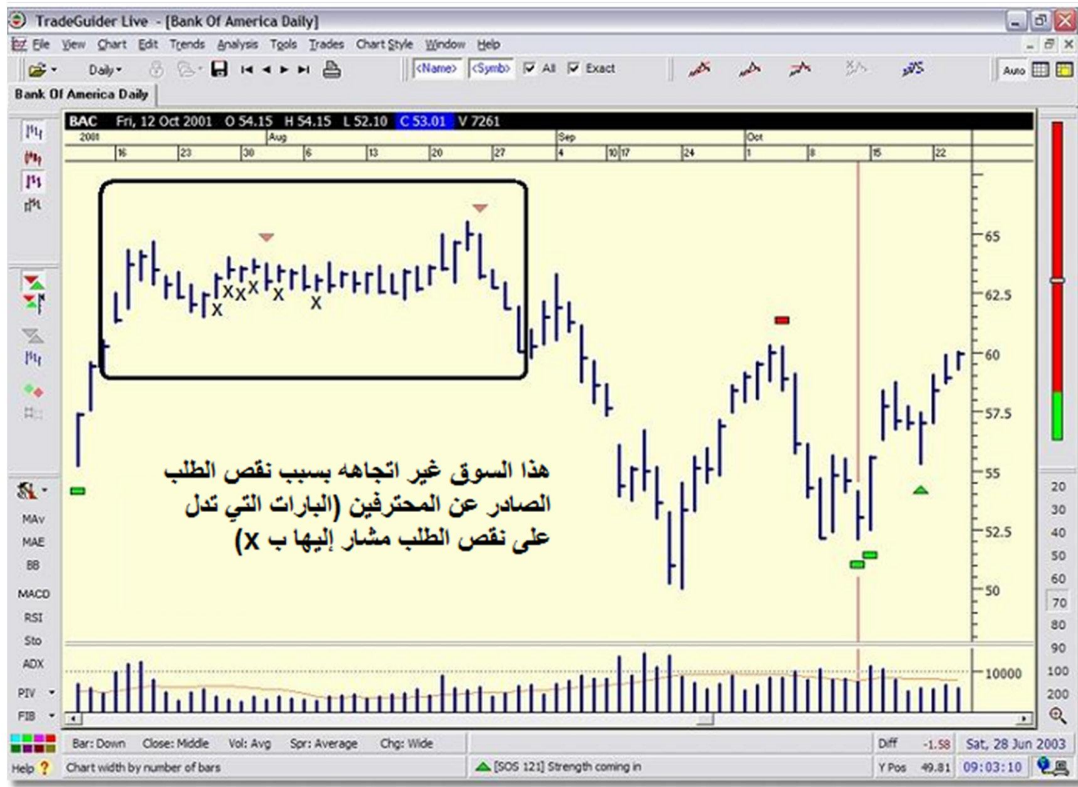 TradeGuider Live - [Bank Of America Daily]
File View Chart Edit Trends Analysis Tools Trades Chart Style Window Help
Daily <Name> <Symb> All Exact Auto
Bank Of America Daily
BAC Fri, 12 Oct 2001 O 54.15 H 54.15 L 52.10 C 53.01 V 7261
2001 Aug Sep Oct
16 23 30 6 13 20 27 4 10 17 24 1 8 15 22
65
62.5
60
57.5
55
52.5
50
10000
X X X X X X
هذا السوق غير اتجاهه بسبب نقص الطلب
الصادر عن المحترفين (البارات التي تدل
على نقص الطلب مشار إليها ب x)
MAv
MAE
BB
MACD
RSI
Sto
ADX
PIV
FIB
20
30
40
50
60
70
80
90
100
200
Bar: Down Close: Middle Vol: Avg Spr: Average Chg: Wide Diff -1.58 Sat, 28 Jun 2003
Help ? Chart width by number of bars [SOS 121] Strength coming in Y Pos 49.81 09:03:10